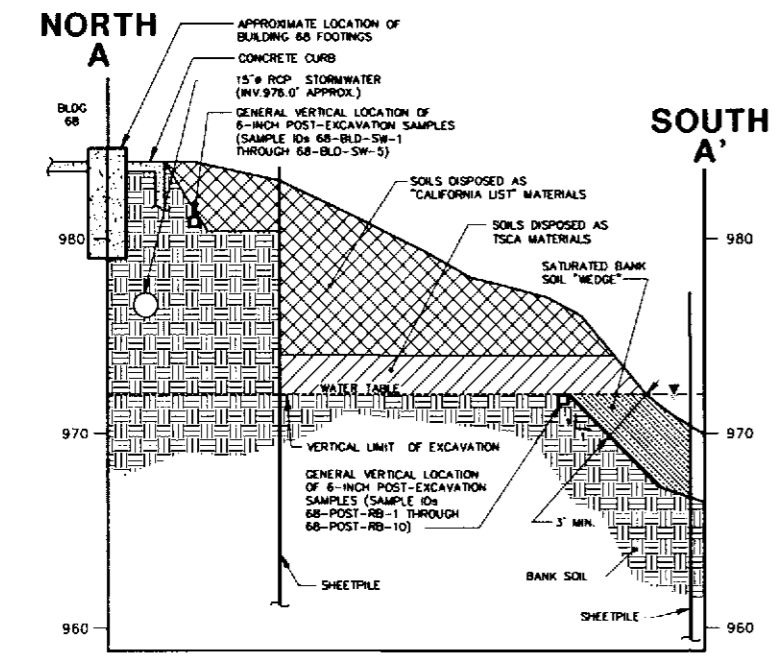 NORTH
A
APPROXIMATE LOCATION OF
BUILDING 68 FOOTINGS
CONCRETE CURB
15"ø RCP STORMWATER
(INV.976.0' APPROX.)
BLDG
68
GENERAL VERTICAL LOCATION OF
6-INCH POST-EXCAVATION SAMPLES
(SAMPLE IDs 68-BLD-SW-1
THROUGH 68-BLD-SW-5)
SOUTH
A'
SOILS DISPOSED AS
"CALIFORNIA LIST" MATERIALS
SOILS DISPOSED AS
TSCA MATERIALS
980
980
SATURATED BANK
SOIL "WEDGE"
WATER TABLE
970
970
VERTICAL LIMIT OF EXCAVATION
GENERAL VERTICAL LOCATION
OF 6-INCH POST-EXCAVATION
SAMPLES (SAMPLE IDs
68-POST-RB-1 THROUGH
68-POST-RB-10)
3' MIN.
BANK SOIL
SHEETPILE
SHEETPILE
960
960